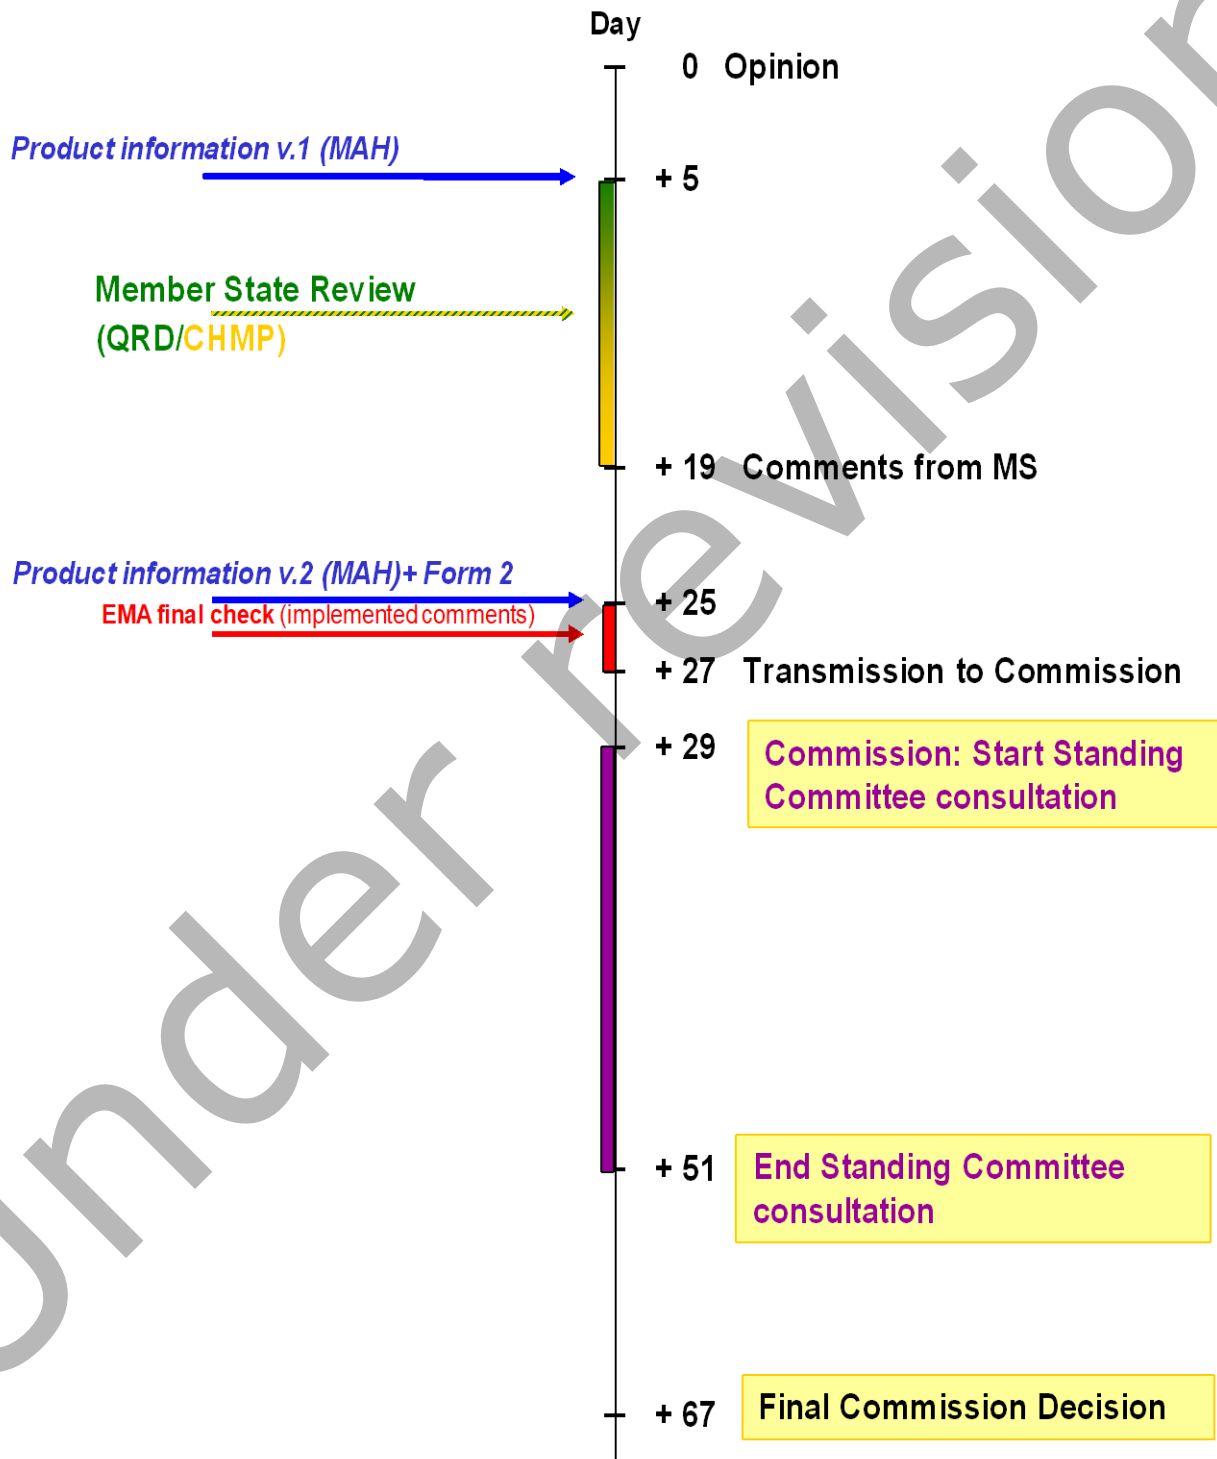 Day
0 Opinion
Product information v.1 (MAH)
+ 5
Member State Review
(QRD/CHMP)
+ 19 Comments from MS
Product information v.2 (MAH)+ Form 2
+ 25
EMA final check (implemented comments)
+ 27 Transmission to Commission
+ 29
Commission: Start Standing
Committee consultation
+ 51
End Standing Committee
consultation
+ 67
Final Commission Decision
Under revision